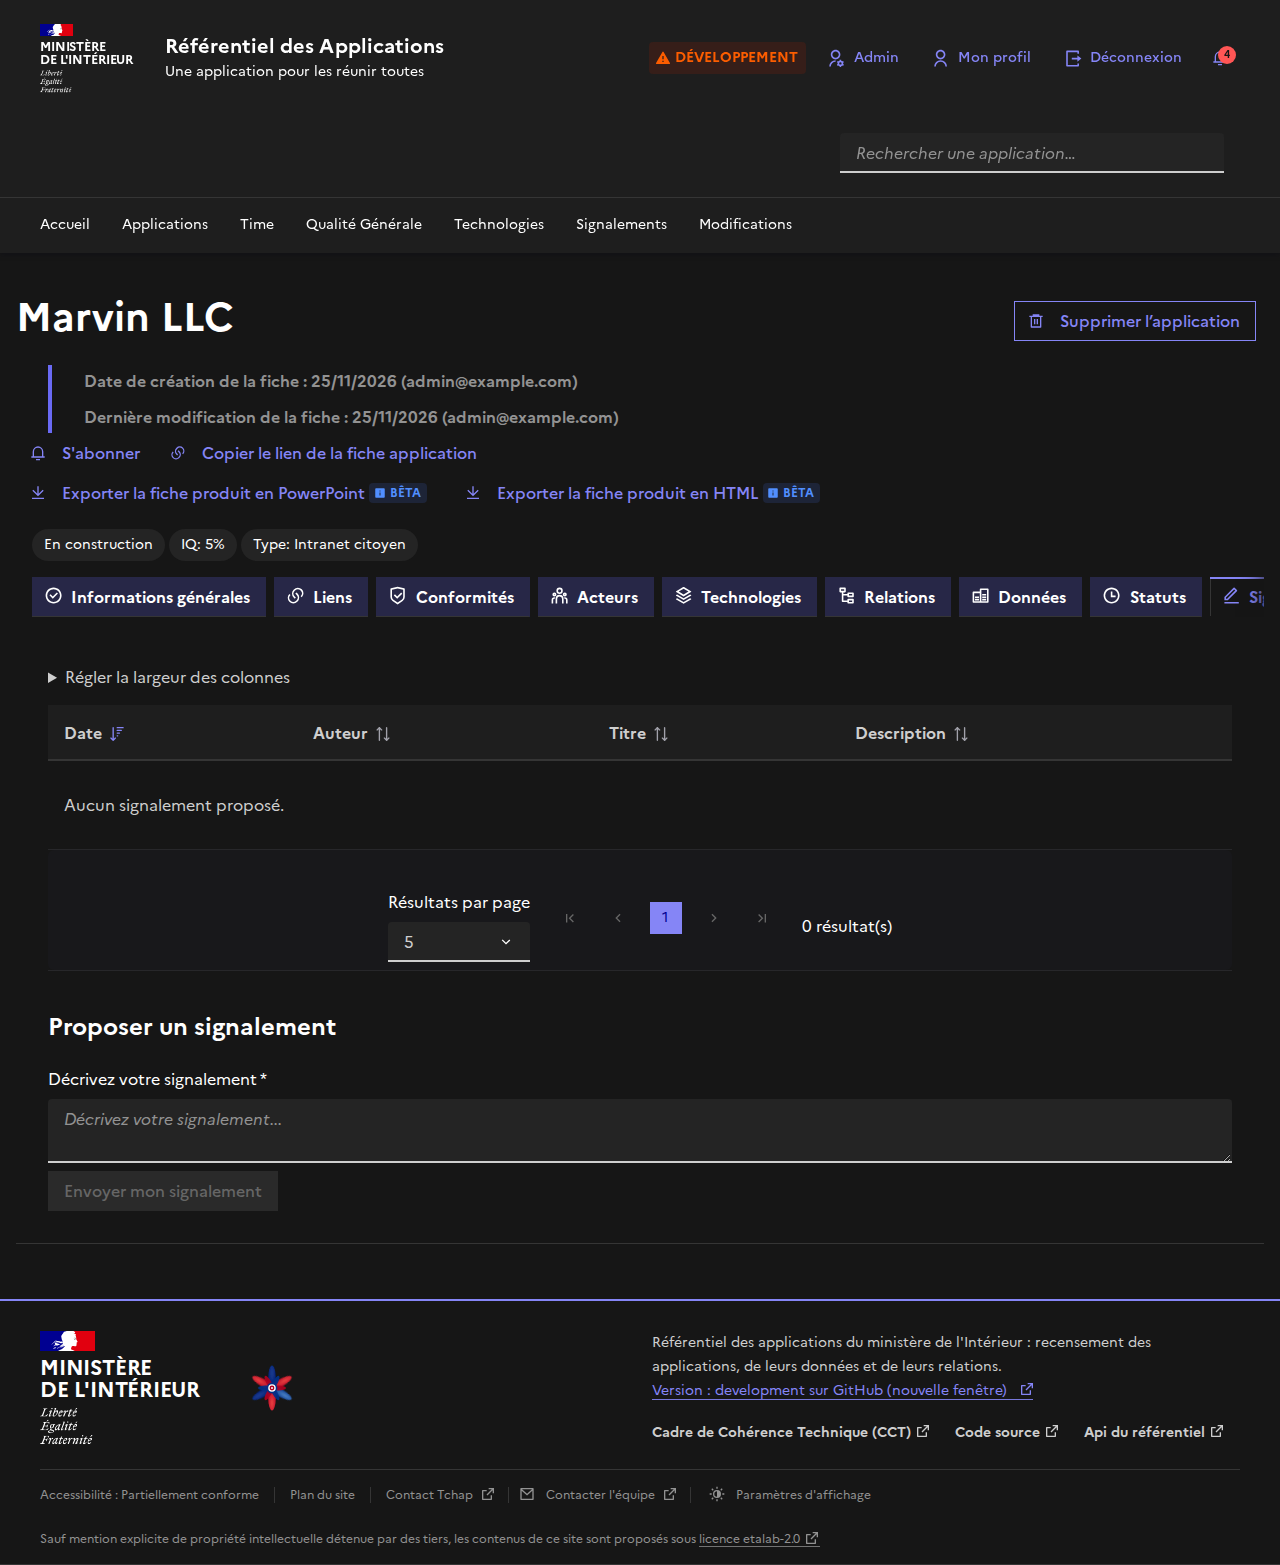 MINISTÈRE
DE L'INTÉRIEUR
Liberté
Égalité
Fraternité
Référentiel des Applications
Une application pour les réunir toutes
DÉVELOPPEMENT
Admin
Mon profil
Déconnexion
4
Rechercher une application…
Accueil
Applications
Time
Qualité Générale
Technologies
Signalements
Modifications
Marvin LLC
Supprimer l’application
Date de création de la fiche : 25/11/2026 (admin@example.com)
Dernière modification de la fiche : 25/11/2026 (admin@example.com)
S'abonner
Copier le lien de la fiche application
Exporter la fiche produit en PowerPoint BÊTA
Exporter la fiche produit en HTML BÊTA
En construction
IQ: 5%
Type: Intranet citoyen
Informations générales
Liens
Conformités
Acteurs
Technologies
Relations
Données
Statuts
Régler la largeur des colonnes
Date
Auteur
Titre
Description
Aucun signalement proposé.
Résultats par page
5
1
0 résultat(s)
Proposer un signalement
Décrivez votre signalement *
Décrivez votre signalement...
Envoyer mon signalement
MINISTÈRE
DE L'INTÉRIEUR
Liberté
Égalité
Fraternité
Référentiel des applications du ministère de l'Intérieur : recensement des
applications, de leurs données et de leurs relations.
Version : development sur GitHub (nouvelle fenêtre)
Cadre de Cohérence Technique (CCT)
Code source
Api du référentiel
Accessibilité : Partiellement conforme
Plan du site
Contact Tchap
Contacter l'équipe
Paramètres d'affichage
Sauf mention explicite de propriété intellectuelle détenue par des tiers, les contenus de ce site sont proposés sous licence etalab-2.0